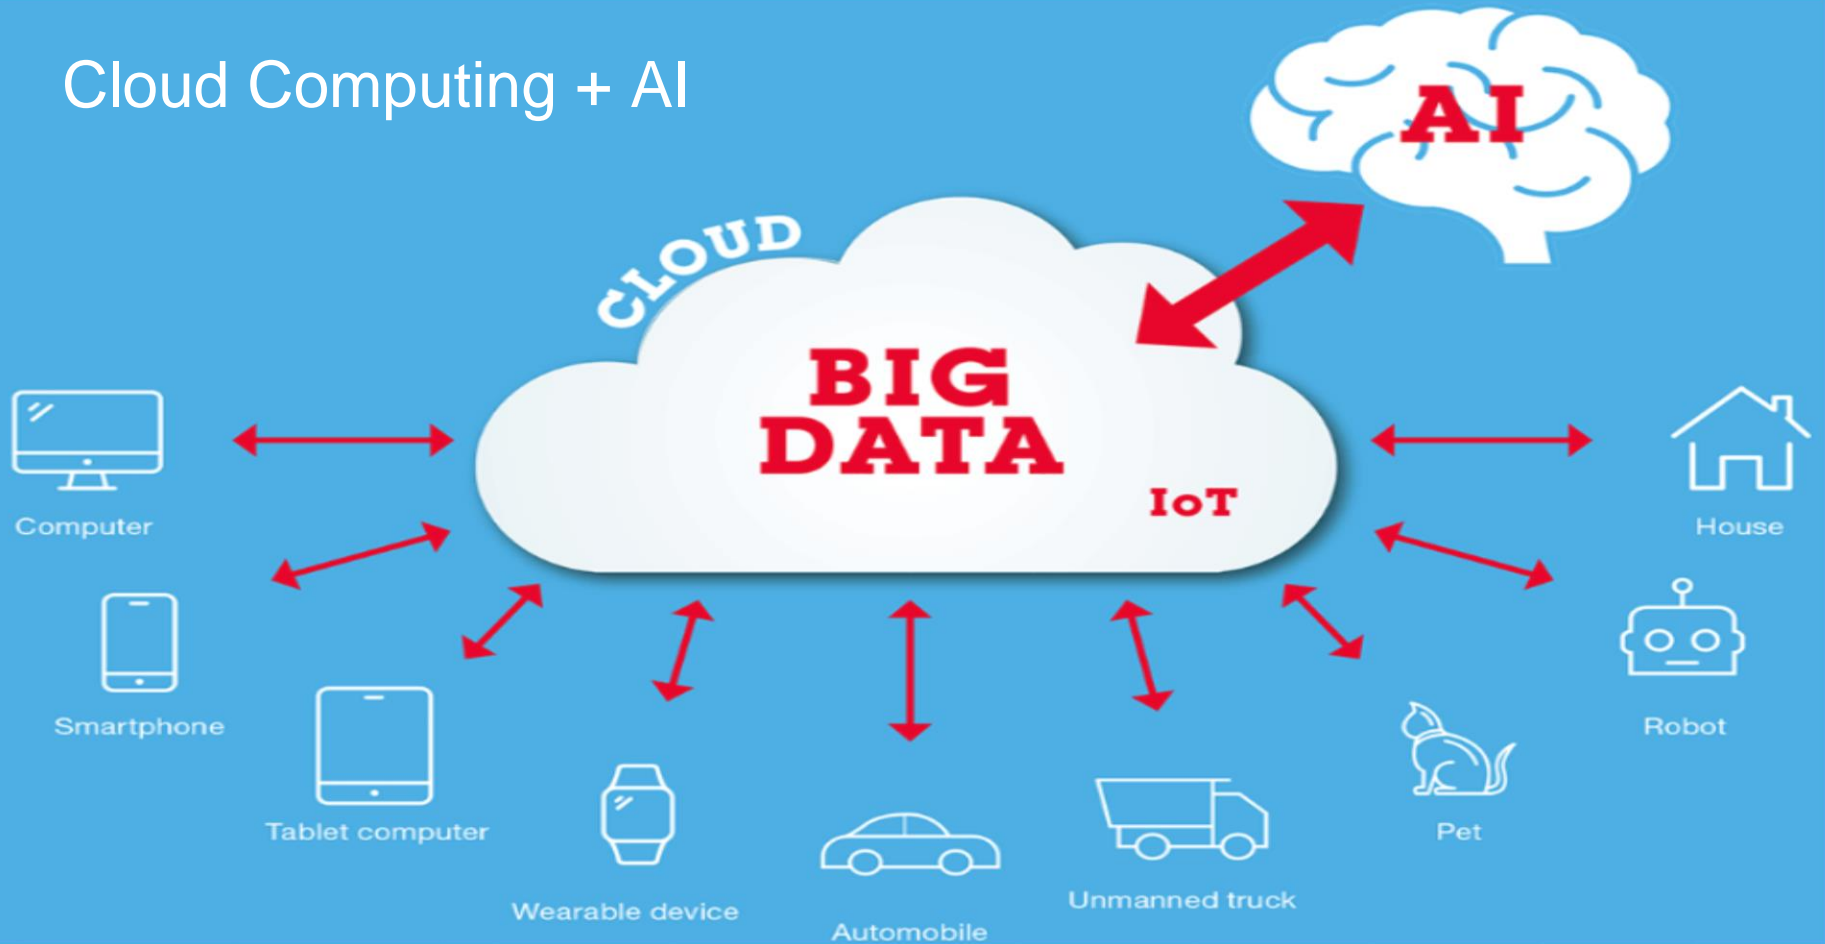 Cloud Computing + AI
AI
CLOUD
BIG
DATA
IoT
Computer
House
Smartphone
Robot
Tablet computer
Pet
Wearable device
Unmanned truck
Automobile